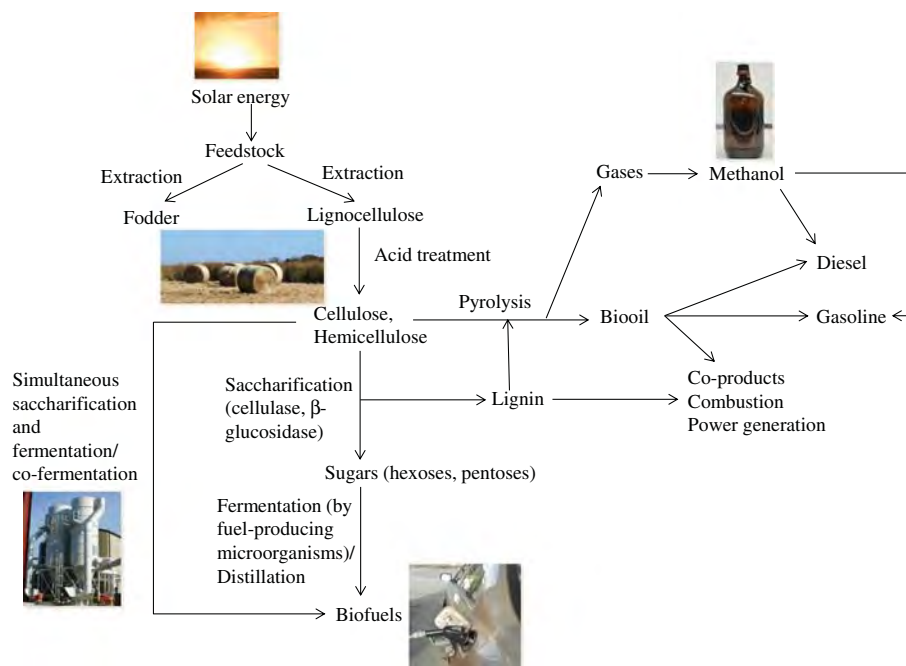 Solar energy
Feedstock
Extraction
Extraction
Fodder
Lignocellulose
Acid treatment
Gases
Methanol
Diesel
Pyrolysis
Cellulose,
Hemicellulose
Biooil
Gasoline
Simultaneous
saccharification
and
fermentation/
co-fermentation
Saccharification
(cellulase, β-
glucosidase)
Lignin
Co-products
Combustion
Power generation
Sugars (hexoses, pentoses)
Fermentation (by
fuel-producing
microorganisms)/
Distillation
Biofuels